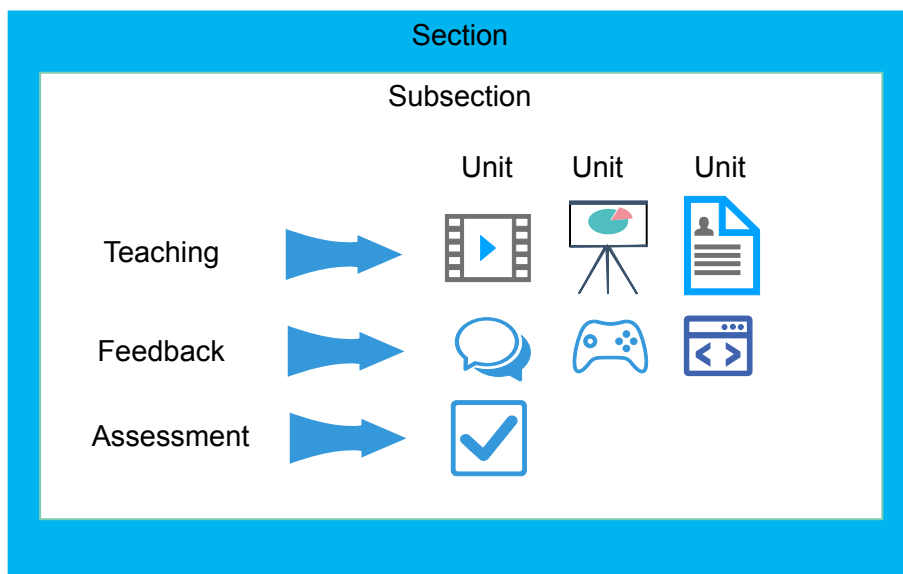 Section
Subsection
Unit Unit Unit
Teaching
Feedback
Assessment